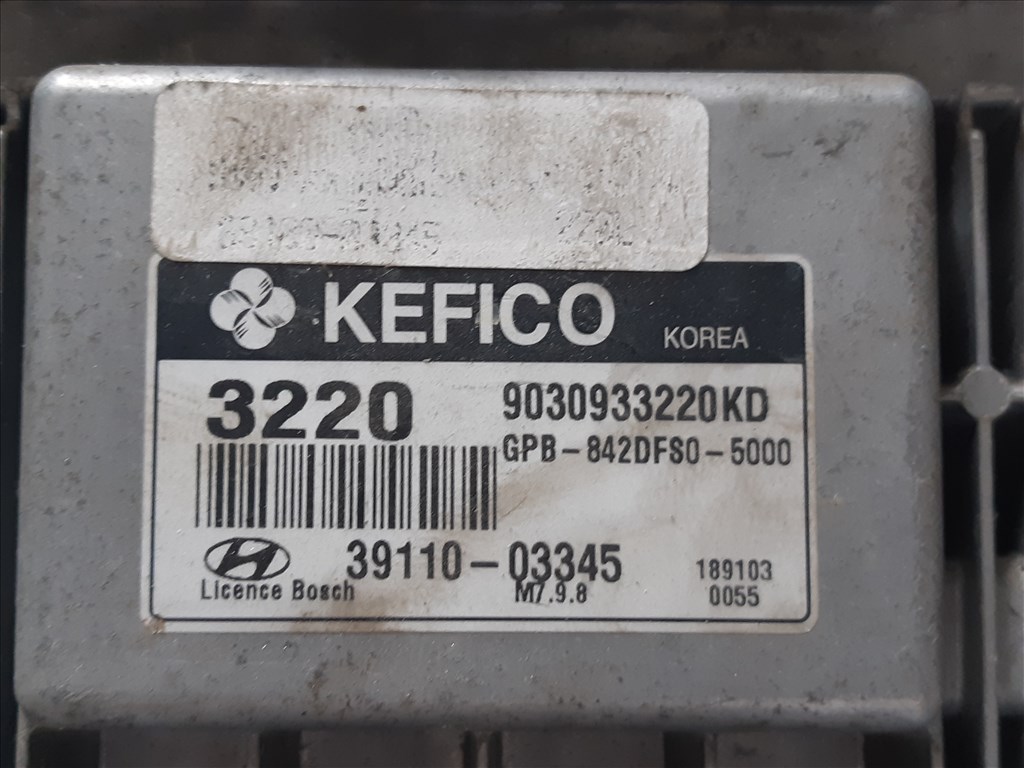 KEFICO KOREA
3220 9030933220KD
GPB-842DFS0-5000
39110-03345 189103
Licence Bosch M7.9.8 0055